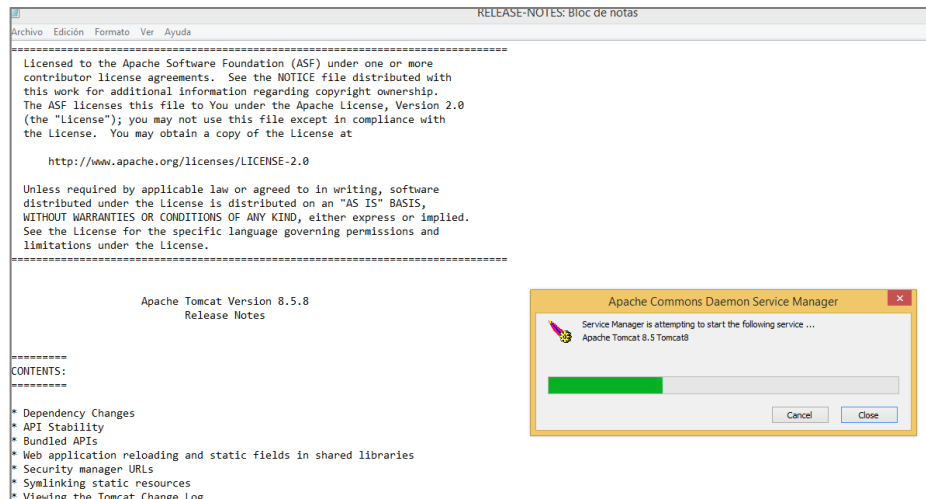 RELEASE-NOTES: Bloc de notas
Archivo Edición Formato Ver Ayuda
================================================================================
Licensed to the Apache Software Foundation (ASF) under one or more
contributor license agreements. See the NOTICE file distributed with
this work for additional information regarding copyright ownership.
The ASF licenses this file to You under the Apache License, Version 2.0
(the "License"); you may not use this file except in compliance with
the License. You may obtain a copy of the License at
http://www.apache.org/licenses/LICENSE-2.0
Unless required by applicable law or agreed to in writing, software
distributed under the License is distributed on an "AS IS" BASIS,
WITHOUT WARRANTIES OR CONDITIONS OF ANY KIND, either express or implied.
See the License for the specific language governing permissions and
limitations under the License.
================================================================================
Apache Tomcat Version 8.5.8
Release Notes
=========
CONTENTS:
=========
* Dependency Changes
* API Stability
* Bundled APIs
* Web application reloading and static fields in shared libraries
* Security manager URLs
* Symlinking static resources
* Viewing the Tomcat Change Log
Apache Commons Daemon Service Manager
Service Manager is attempting to start the following service ...
Apache Tomcat 8.5 Tomcat8
Cancel
Close